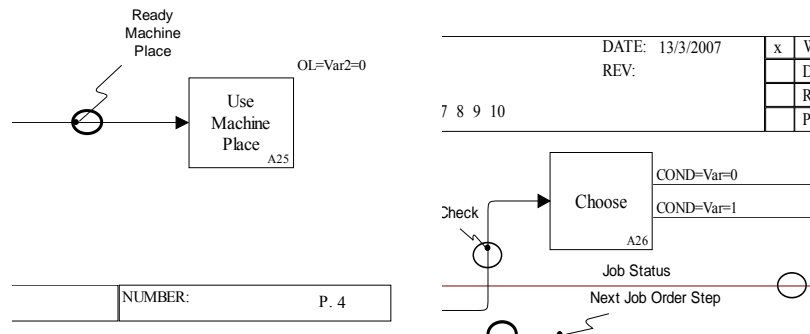 Ready
Machine
Place
OL=Var2=0
Use
Machine
Place
A25
NUMBER: P. 4
DATE: 13/3/2007
x
REV:
7 8 9 10
COND=Var=0
Choose
COND=Var=1
Check
A26
Job Status
Next Job Order Step